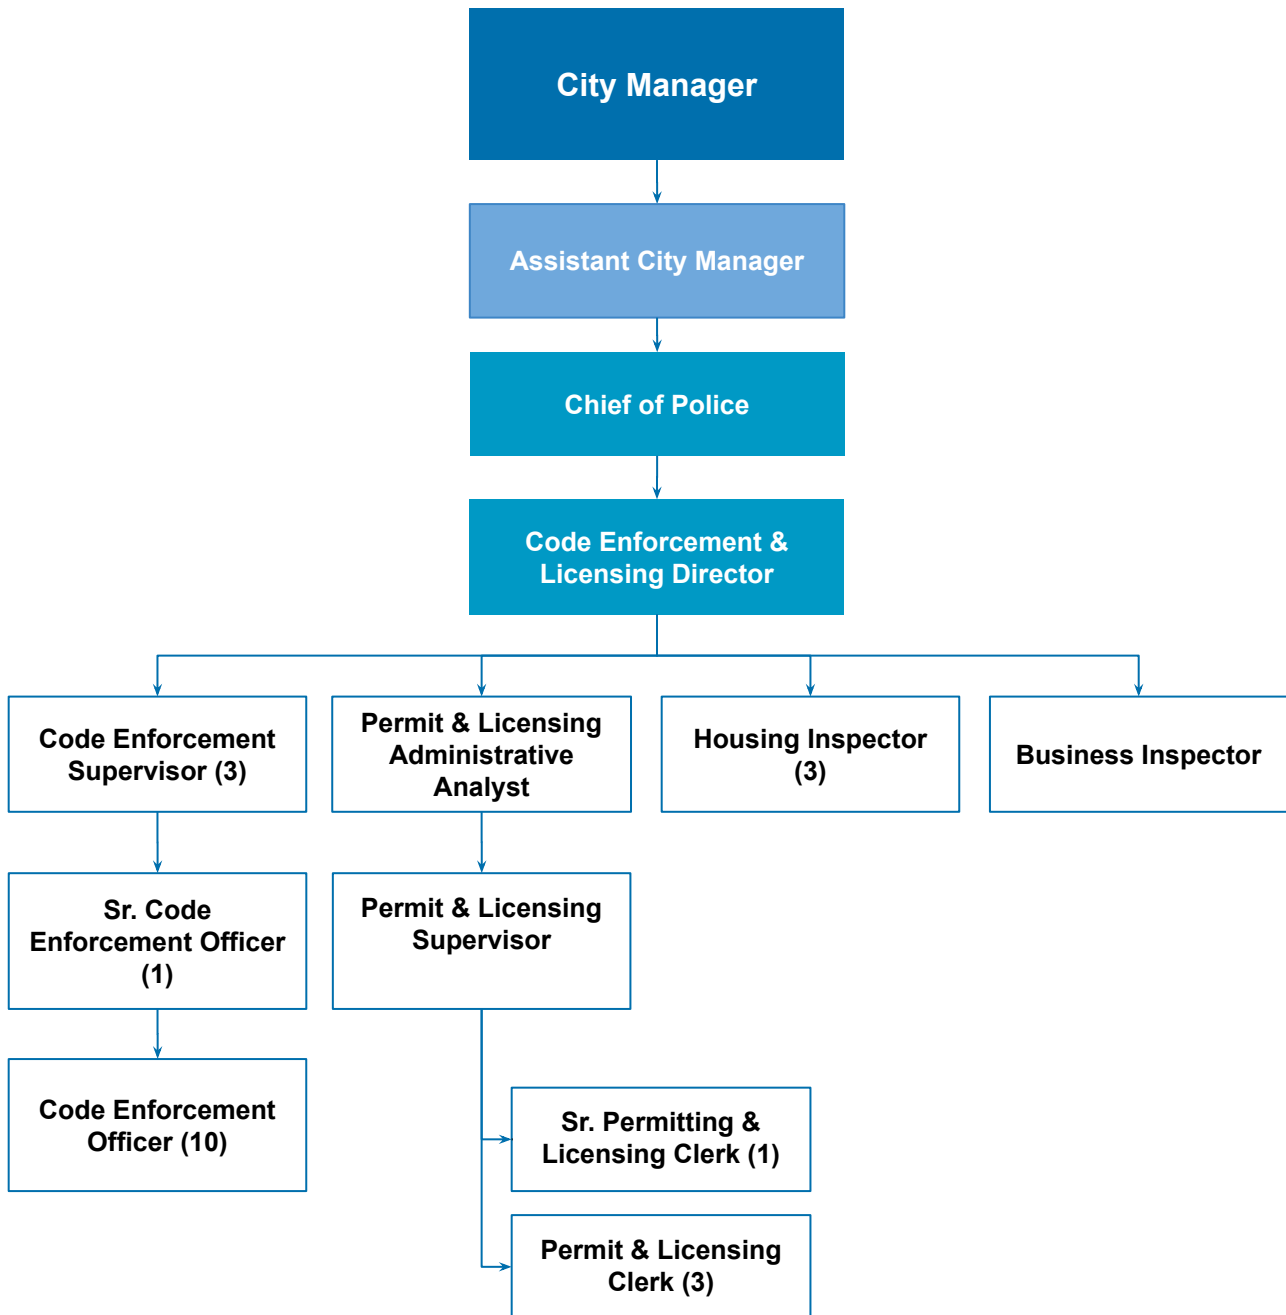 City Manager
Assistant City Manager
Chief of Police
Code Enforcement &
Licensing Director
Code Enforcement
Supervisor (3)
Permit & Licensing
Administrative
Analyst
Housing Inspector
(3)
Business Inspector
Sr. Code
Enforcement Officer
(1)
Permit & Licensing
Supervisor
Code Enforcement
Officer (10)
Sr. Permitting &
Licensing Clerk (1)
Permit & Licensing
Clerk (3)